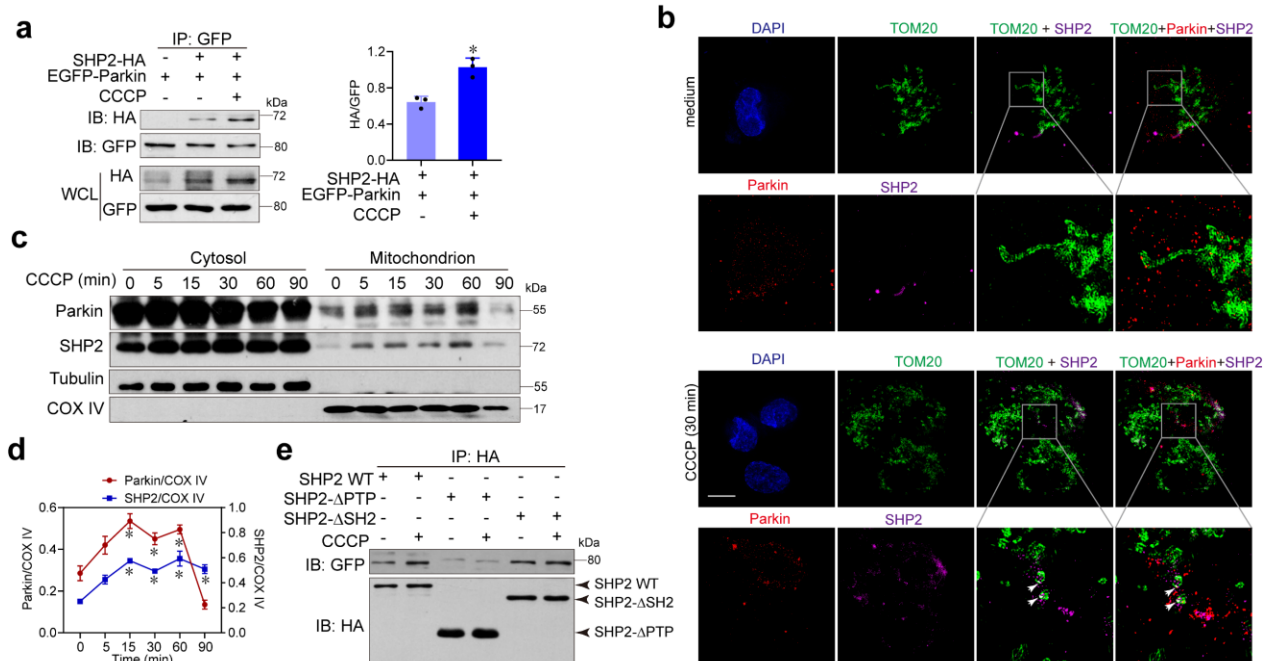 a
IP: GFP
SHP2-HA - + +
EGFP-Parkin + + +
CCCP - - +
kDa
IB: HA 72
IB: GFP 80
WCL
HA 72
GFP 80
HA/GFP
1.2
0.8
0.4
0.0
*
SHP2-HA + +
EGFP-Parkin + +
CCCP - +
b
DAPI TOM20 TOM20 + SHP2 TOM20+Parkin+SHP2
medium
Parkin SHP2
DAPI TOM20 TOM20 + SHP2 TOM20+Parkin+SHP2
CCCP (30 min)
Parkin SHP2
c
Cytosol Mitochondrion
CCCP (min) 0 5 15 30 60 90 0 5 15 30 60 90
kDa
Parkin 55
SHP2 72
Tubulin 55
COX IV 17
d
Parkin/COX IV
SHP2/COX IV
Parkin/COX IV
0.6
0.4
0.2
0.0
SHP2/COX IV
1.0
0.8
0.6
0.4
0.2
0.0
* * *
* * * *
0 5 15 30 60 90
Time (min)
e
IP: HA
SHP2 WT + + - - - -
SHP2-ΔPTP - - + + - -
SHP2-ΔSH2 - - - - + +
CCCP - + - + - +
kDa
IB: GFP 80
IB: HA
SHP2 WT
SHP2-ΔSH2
SHP2-ΔPTP